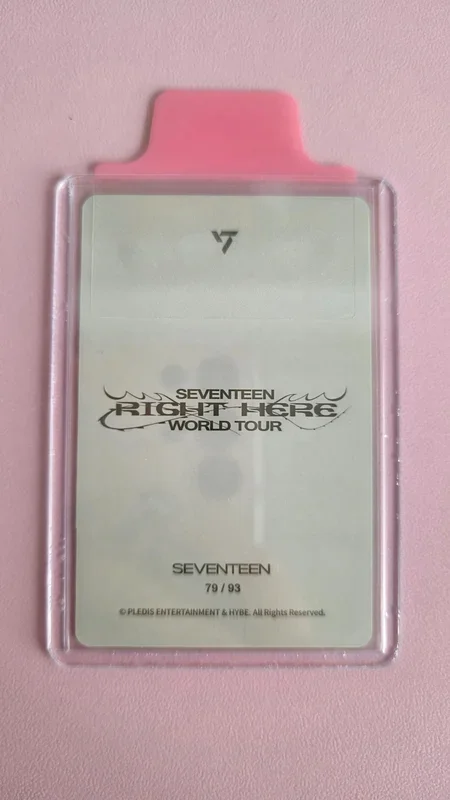 SEVENTEEN
RIGHT HERE
WORLD TOUR
SEVENTEEN
79 / 93
© PLEDIS ENTERTAINMENT & HYBE. All Rights Reserved.